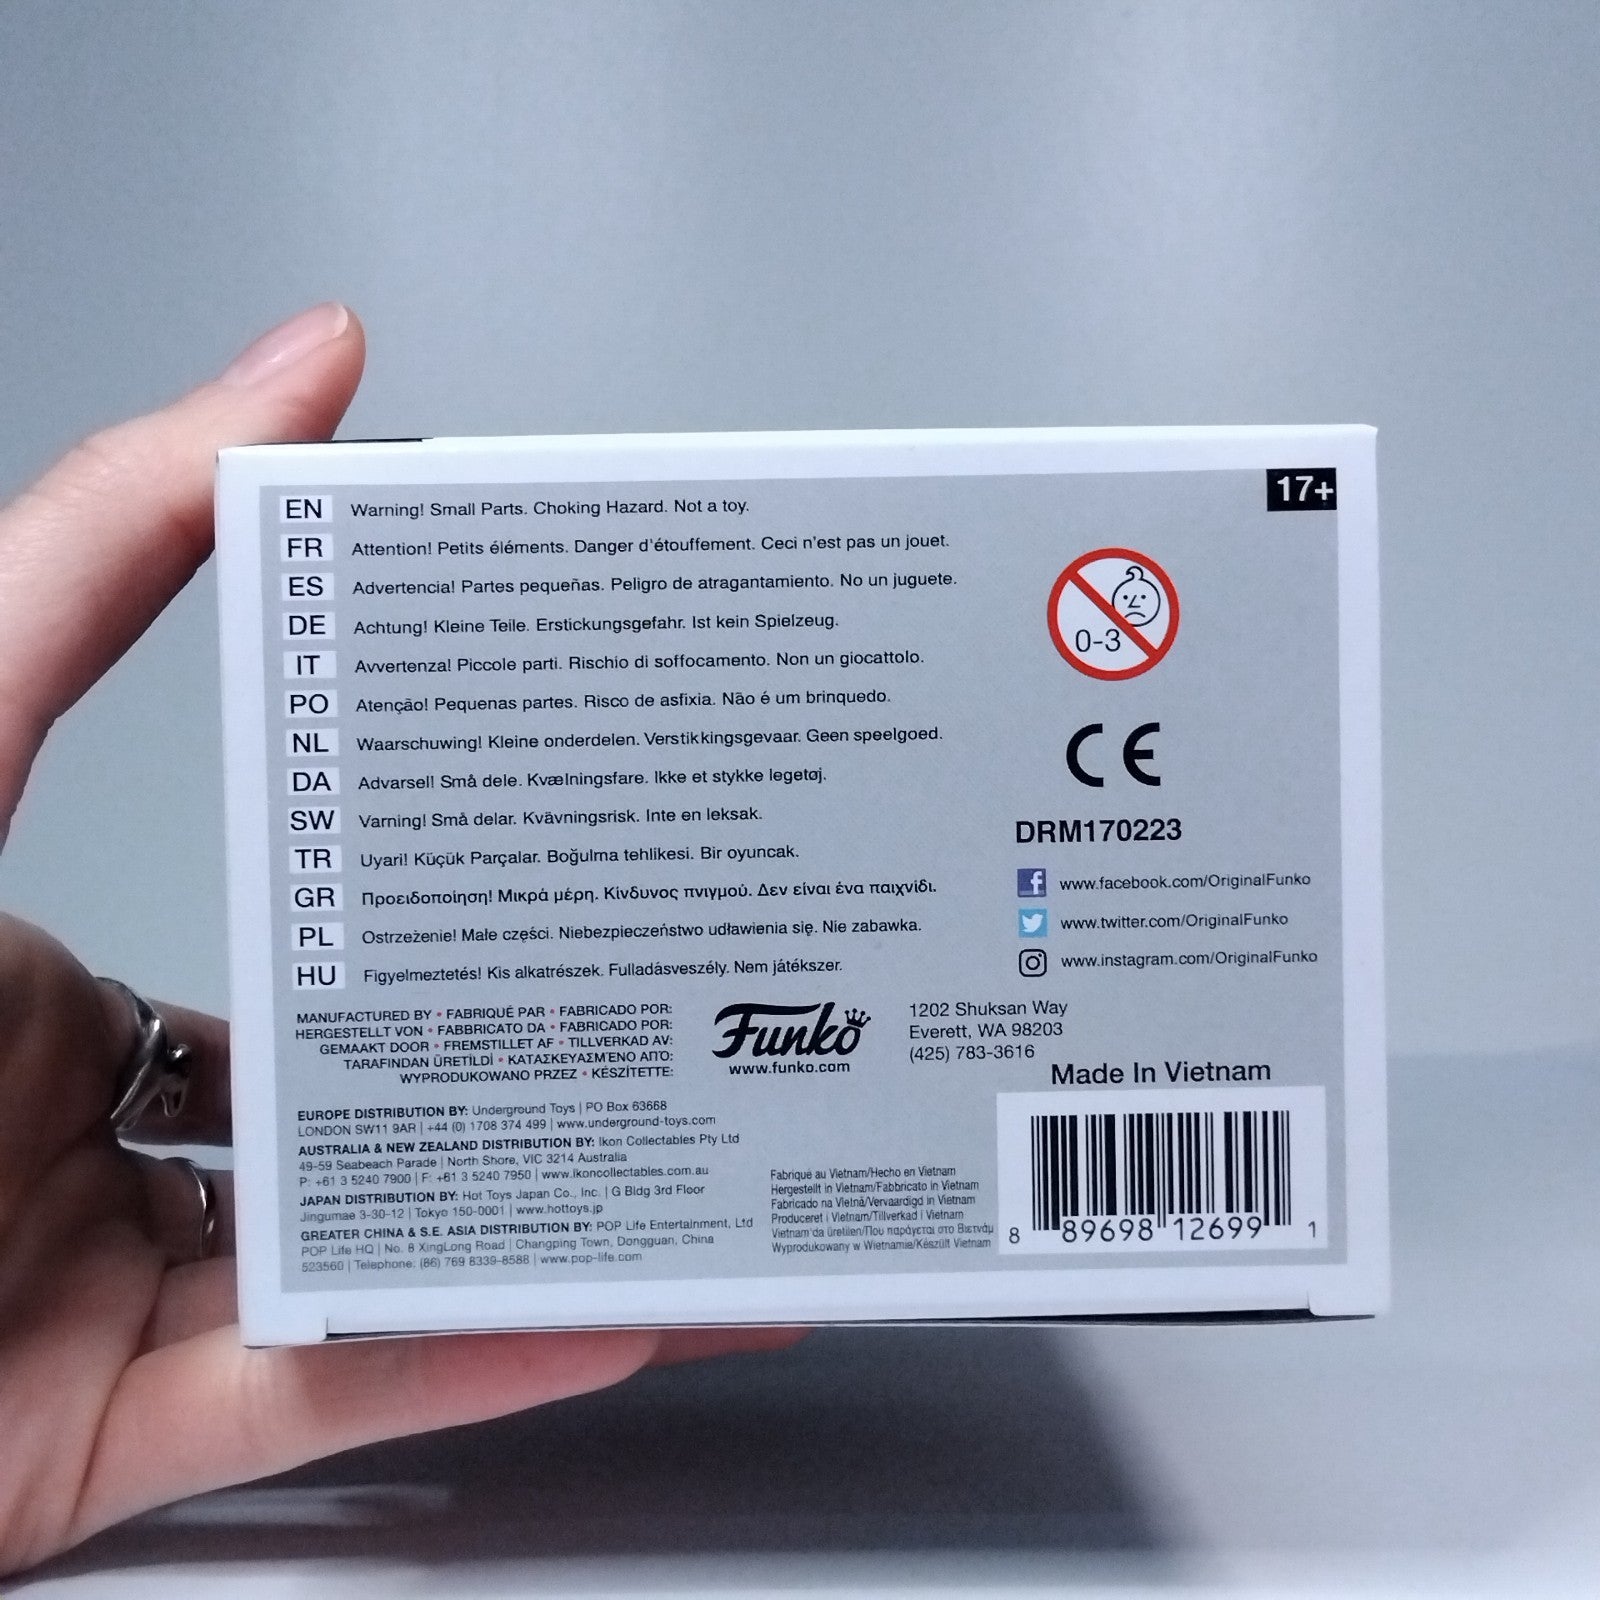 17+
EN Warning! Small Parts. Choking Hazard. Not a toy.
FR Attention! Petits éléments. Danger d'étouffement. Ceci n'est pas un jouet.
ES Advertencia! Partes pequeñas. Peligro de atragantamiento. No un juguete.
DE Achtung! Kleine Teile. Erstickungsgefahr. Ist kein Spielzeug.
IT Avvertenza! Piccole parti. Rischio di soffocamento. Non un giocattolo.
PO Atenção! Pequenas partes. Risco de asfixia. Não é um brinquedo.
NL Waarschuwing! Kleine onderdelen. Verstikkingsgevaar. Geen speelgoed.
DA Advarsel! Små dele. Kvælningsfare. Ikke et stykke legetøj.
SW Varning! Små delar. Kvävningsrisk. Inte en leksak.
TR Uyari! Küçük Parçalar. Boğulma tehlikesi. Bir oyuncak.
GR Προειδοποίηση! Μικρά μέρη. Κίνδυνος πνιγμού. Δεν είναι ένα παιχνίδι.
PL Ostrzeżenie! Małe części. Niebezpieczeństwo udławienia się. Nie zabawka.
HU Figyelmeztetés! Kis alkatrészek. Fulladásveszély. Nem játékszer.
0-3
CE
DRM170223
www.facebook.com/OriginalFunko
www.twitter.com/OriginalFunko
www.instagram.com/OriginalFunko
MANUFACTURED BY • FABRIQUÉ PAR • FABRICADO POR:
HERGESTELLT VON • FABBRICATO DA • FABRICADO POR:
GEMAAKT DOOR • FREMSTILLET AF • TILLVERKAD AV:
TARAFINDAN ÜRETİLDİ • ΚΑΤΑΣΚΕΥΑΣΜΈΝΟ ΑΠΌ:
WYPRODUKOWANO PRZEZ • KÉSZÍTETTE:
Funko
www.funko.com
1202 Shuksan Way
Everett, WA 98203
(425) 783-3616
Made In Vietnam
EUROPE DISTRIBUTION BY: Underground Toys | PO Box 63668
LONDON SW11 9AR | +44 (0) 1708 374 499 | www.underground-toys.com
AUSTRALIA & NEW ZEALAND DISTRIBUTION BY: Ikon Collectables Pty Ltd
49-59 Seabeach Parade | North Shore, VIC 3214 Australia
P: +61 3 5240 7900 | F: +61 3 5240 7950 | www.ikoncollectables.com.au
JAPAN DISTRIBUTION BY: Hot Toys Japan Co., Inc. | G Bldg 3rd Floor
Jingumae 3-30-12 | Tokyo 150-0001 | www.hottoys.jp
GREATER CHINA & S.E. ASIA DISTRIBUTION BY: POP Life Entertainment, Ltd
POP Life HQ | No. 8 XingLong Road | Changping Town, Dongguan, China
523560 | Telephone: (86) 769 8339-8588 | www.pop-life.com
Fabriqué au Vietnam/Hecho en Vietnam
Hergestellt in Vietnam/Fabbricato in Vietnam
Fabricado na Vietnã/Vervaardigd in Vietnam
Produceret i Vietnam/Tillverkad i Vietnam
Vietnam'da üretilen/Που παράγεται στο Βιετνάμ
Wyprodukowany w Wietnamie/Készült Vietnam
8 89698 12699 1